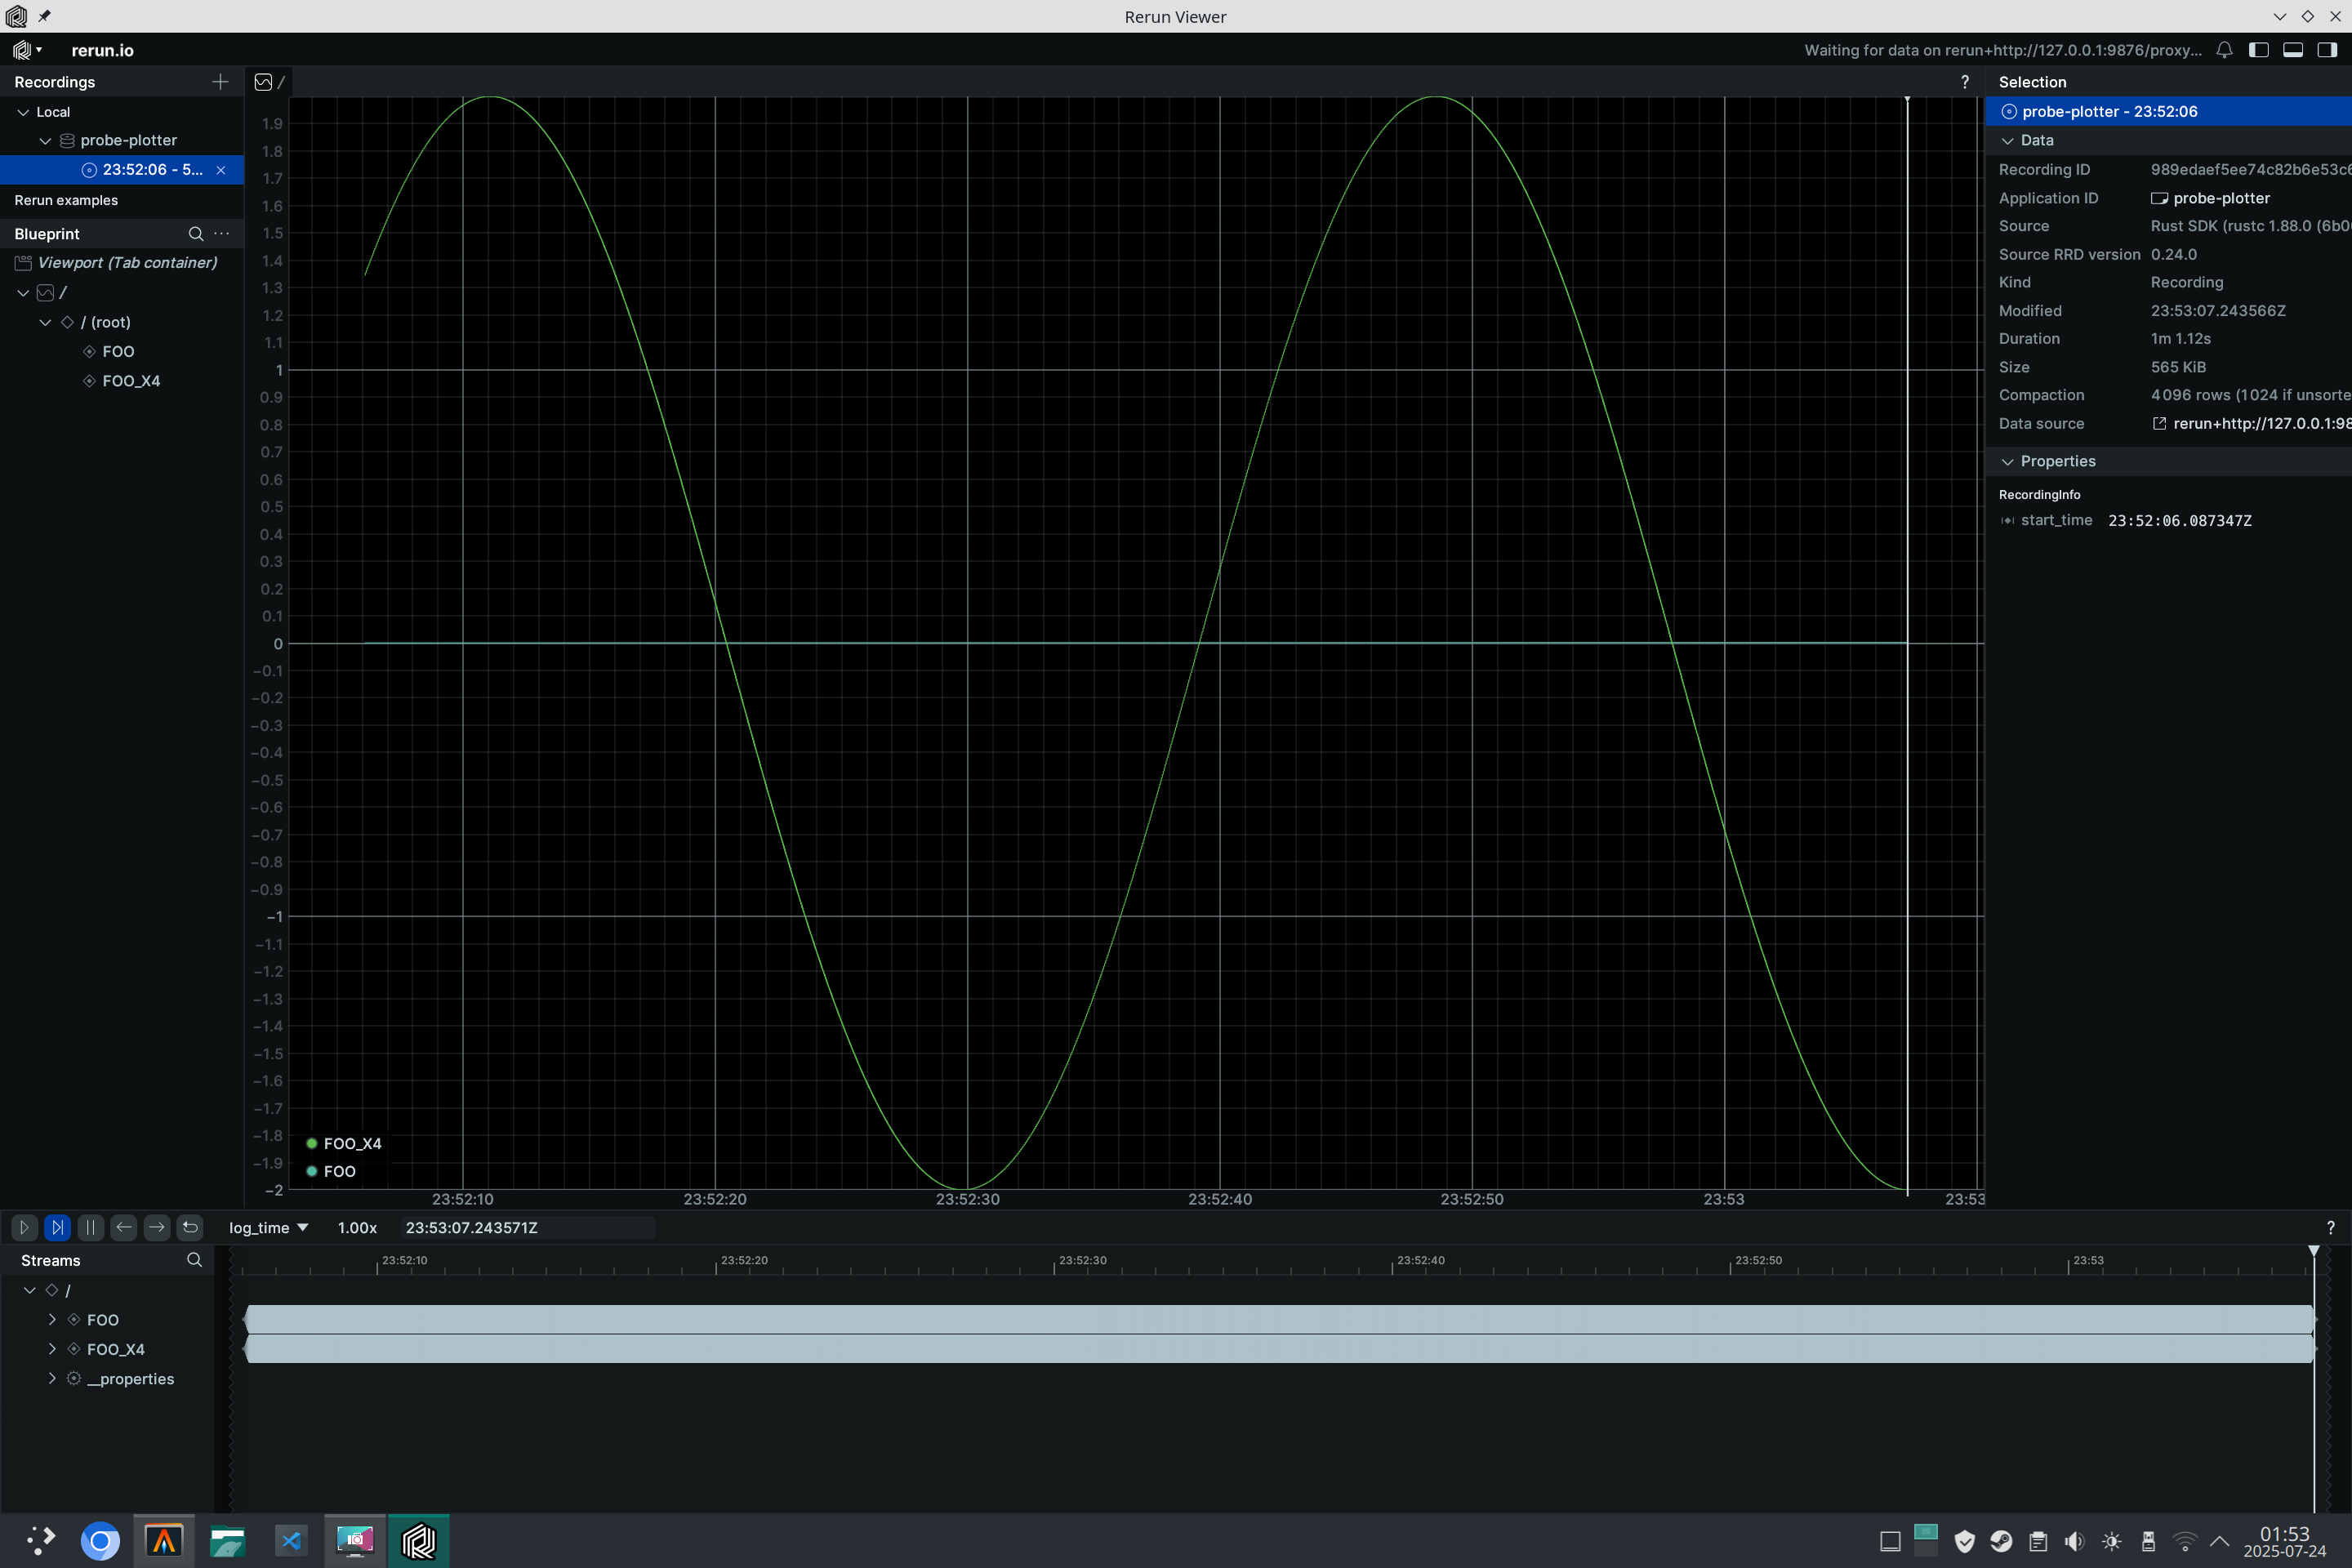 Rerun Viewer
rerun.io
Waiting for data on rerun+http://127.0.0.1:9876/proxy...
Recordings
Local
probe-plotter
23:52:06 - 5...
Rerun examples
Blueprint
Viewport (Tab container)
/
/ (root)
FOO
FOO_X4
/
?
1.9
1.8
1.7
1.6
1.5
1.4
1.3
1.2
1.1
1
0.9
0.8
0.7
0.6
0.5
0.4
0.3
0.2
0.1
0
−0.1
−0.2
−0.3
−0.4
−0.5
−0.6
−0.7
−0.8
−0.9
−1
−1.1
−1.2
−1.3
−1.4
−1.5
−1.6
−1.7
−1.8
−1.9
−2
FOO_X4
FOO
23:52:10 23:52:20 23:52:30 23:52:40 23:52:50 23:53 23:53
Selection
probe-plotter - 23:52:06
Data
Recording ID 989edaef5ee74c82b6e53c6
Application ID probe-plotter
Source Rust SDK (rustc 1.88.0 (6b0
Source RRD version 0.24.0
Kind Recording
Modified 23:53:07.243566Z
Duration 1m 1.12s
Size 565 KiB
Compaction 4 096 rows (1 024 if unsorte
Data source rerun+http://127.0.0.1:98
Properties
RecordingInfo
start_time 23:52:06.087347Z
log_time 1.00x 23:53:07.243571Z ?
Streams
23:52:10 23:52:20 23:52:30 23:52:40 23:52:50 23:53
/
FOO
FOO_X4
__properties
01:53
2025-07-24